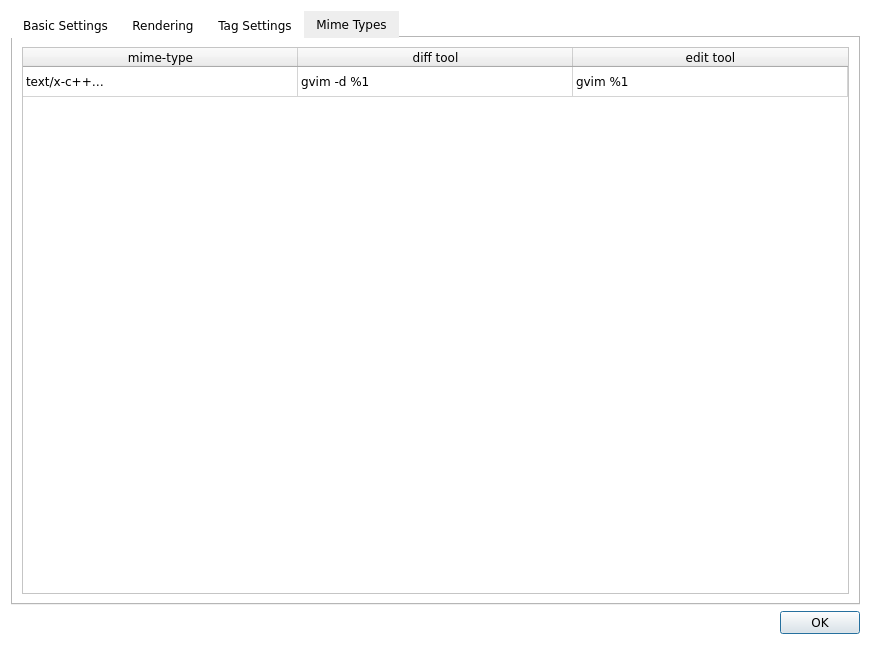 Basic Settings Rendering Tag Settings Mime Types
mime-type diff tool edit tool
text/x-c++... gvim -d %1 gvim %1
OK